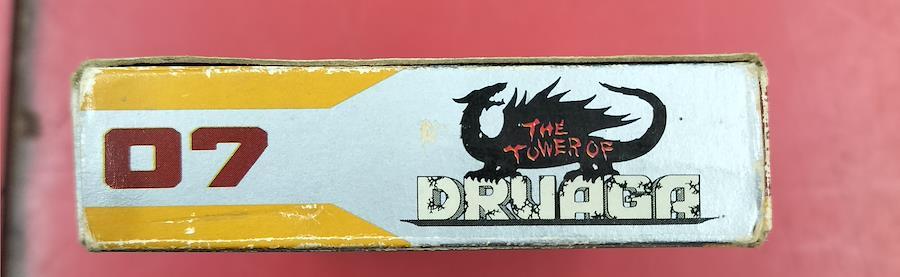 07
THE
TOWER OF
DRUAGA